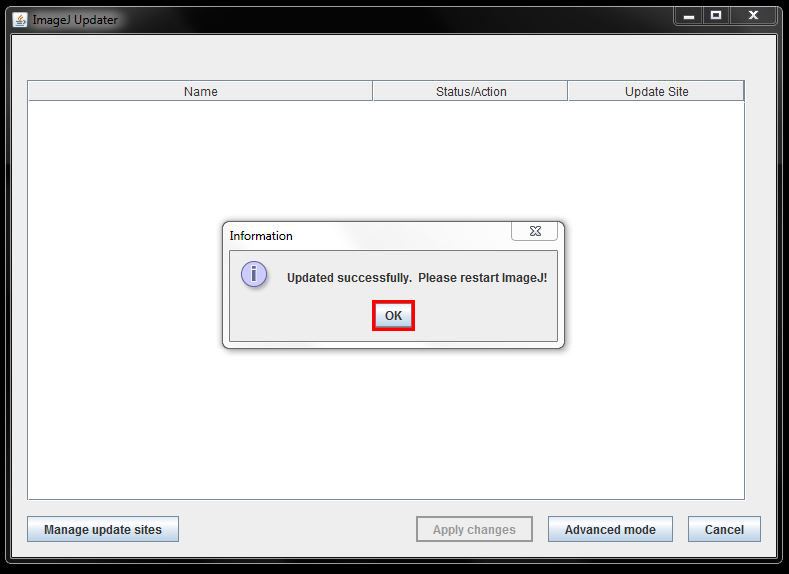 ImageJ Updater
Name Status/Action Update Site
Information
i
Updated successfully. Please restart ImageJ!
OK
Manage update sites Apply changes Advanced mode Cancel